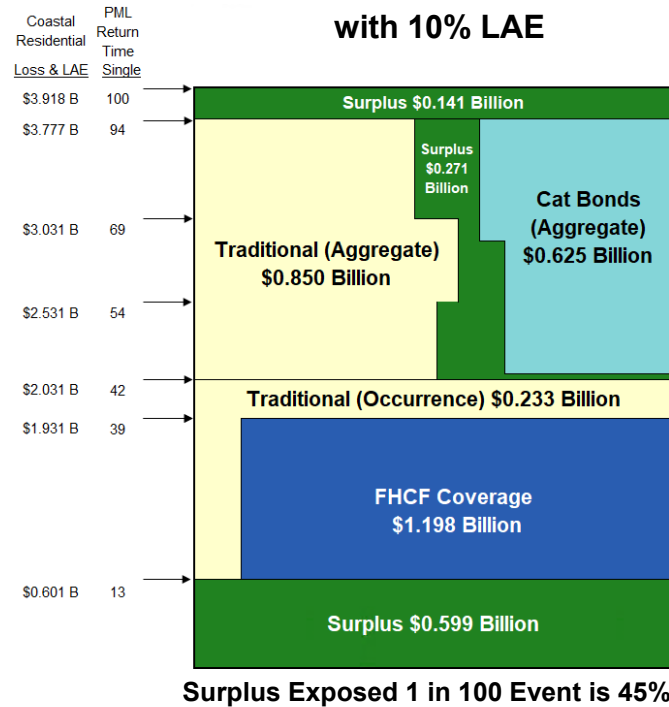 with 10% LAE
Coastal
Residential
Loss & LAE
PML
Return
Time
Single
$3.918 B 100
Surplus $0.141 Billion
$3.777 B 94
Surplus
$0.271
Billion
Cat Bonds
(Aggregate)
$0.625 Billion
$3.031 B 69
Traditional (Aggregate)
$0.850 Billion
$2.531 B 54
$2.031 B 42
Traditional (Occurrence) $0.233 Billion
$1.931 B 39
FHCF Coverage
$1.198 Billion
$0.601 B 13
Surplus $0.599 Billion
Surplus Exposed 1 in 100 Event is 45%